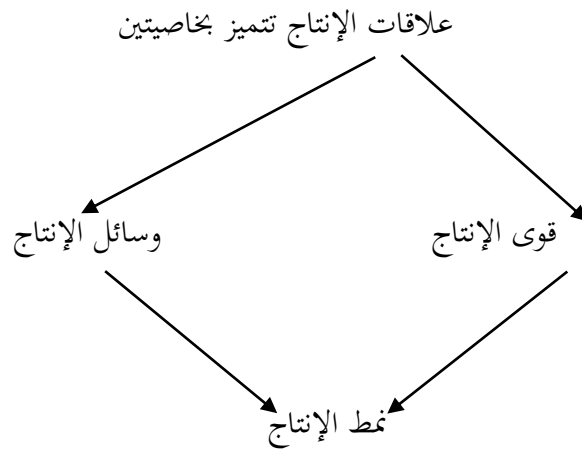 علاقات الإنتاج تتميز بخاصيتين
قوى الإنتاج
وسائل الإنتاج
نمط الإنتاج